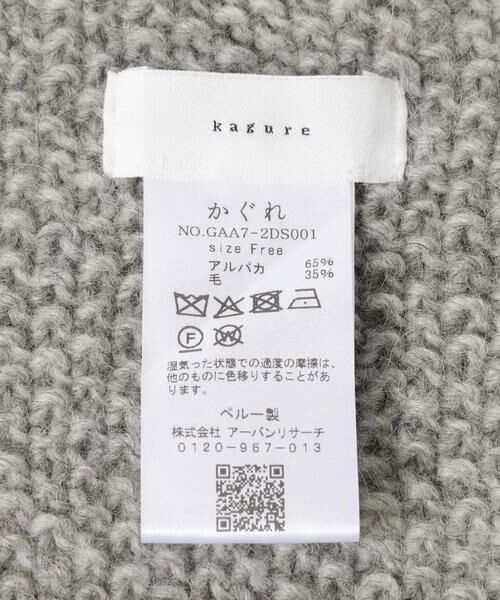 kagure
かぐれ
NO.GAA7-2DS001
size Free
アルパカ 65%
毛 35%
F W
湿気った状態での過度の摩擦は、
他のものに色移りすることがあ
ります。
ペルー製
株式会社 アーバンリサーチ
0120-967-013